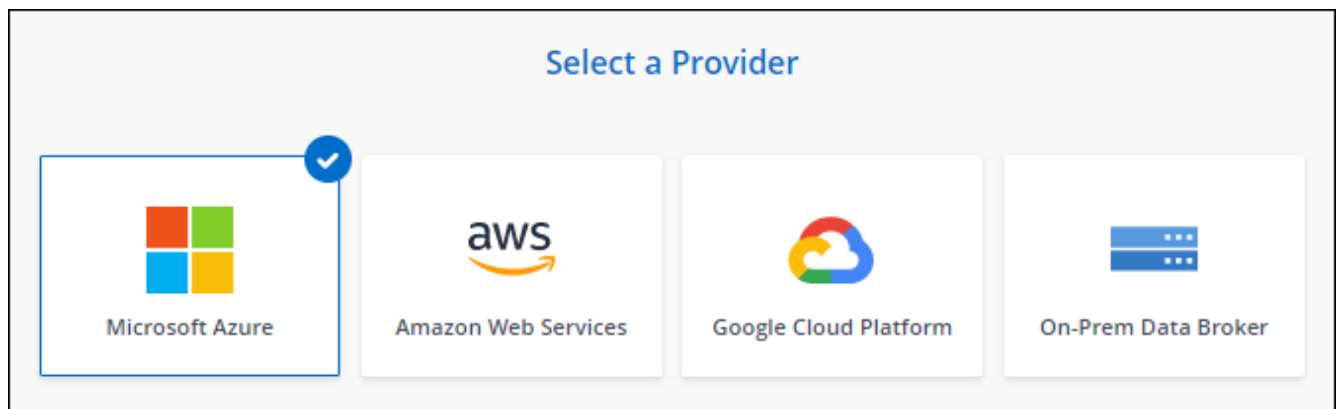 Select a Provider
aws
Microsoft Azure
Amazon Web Services
Google Cloud Platform
On-Prem Data Broker